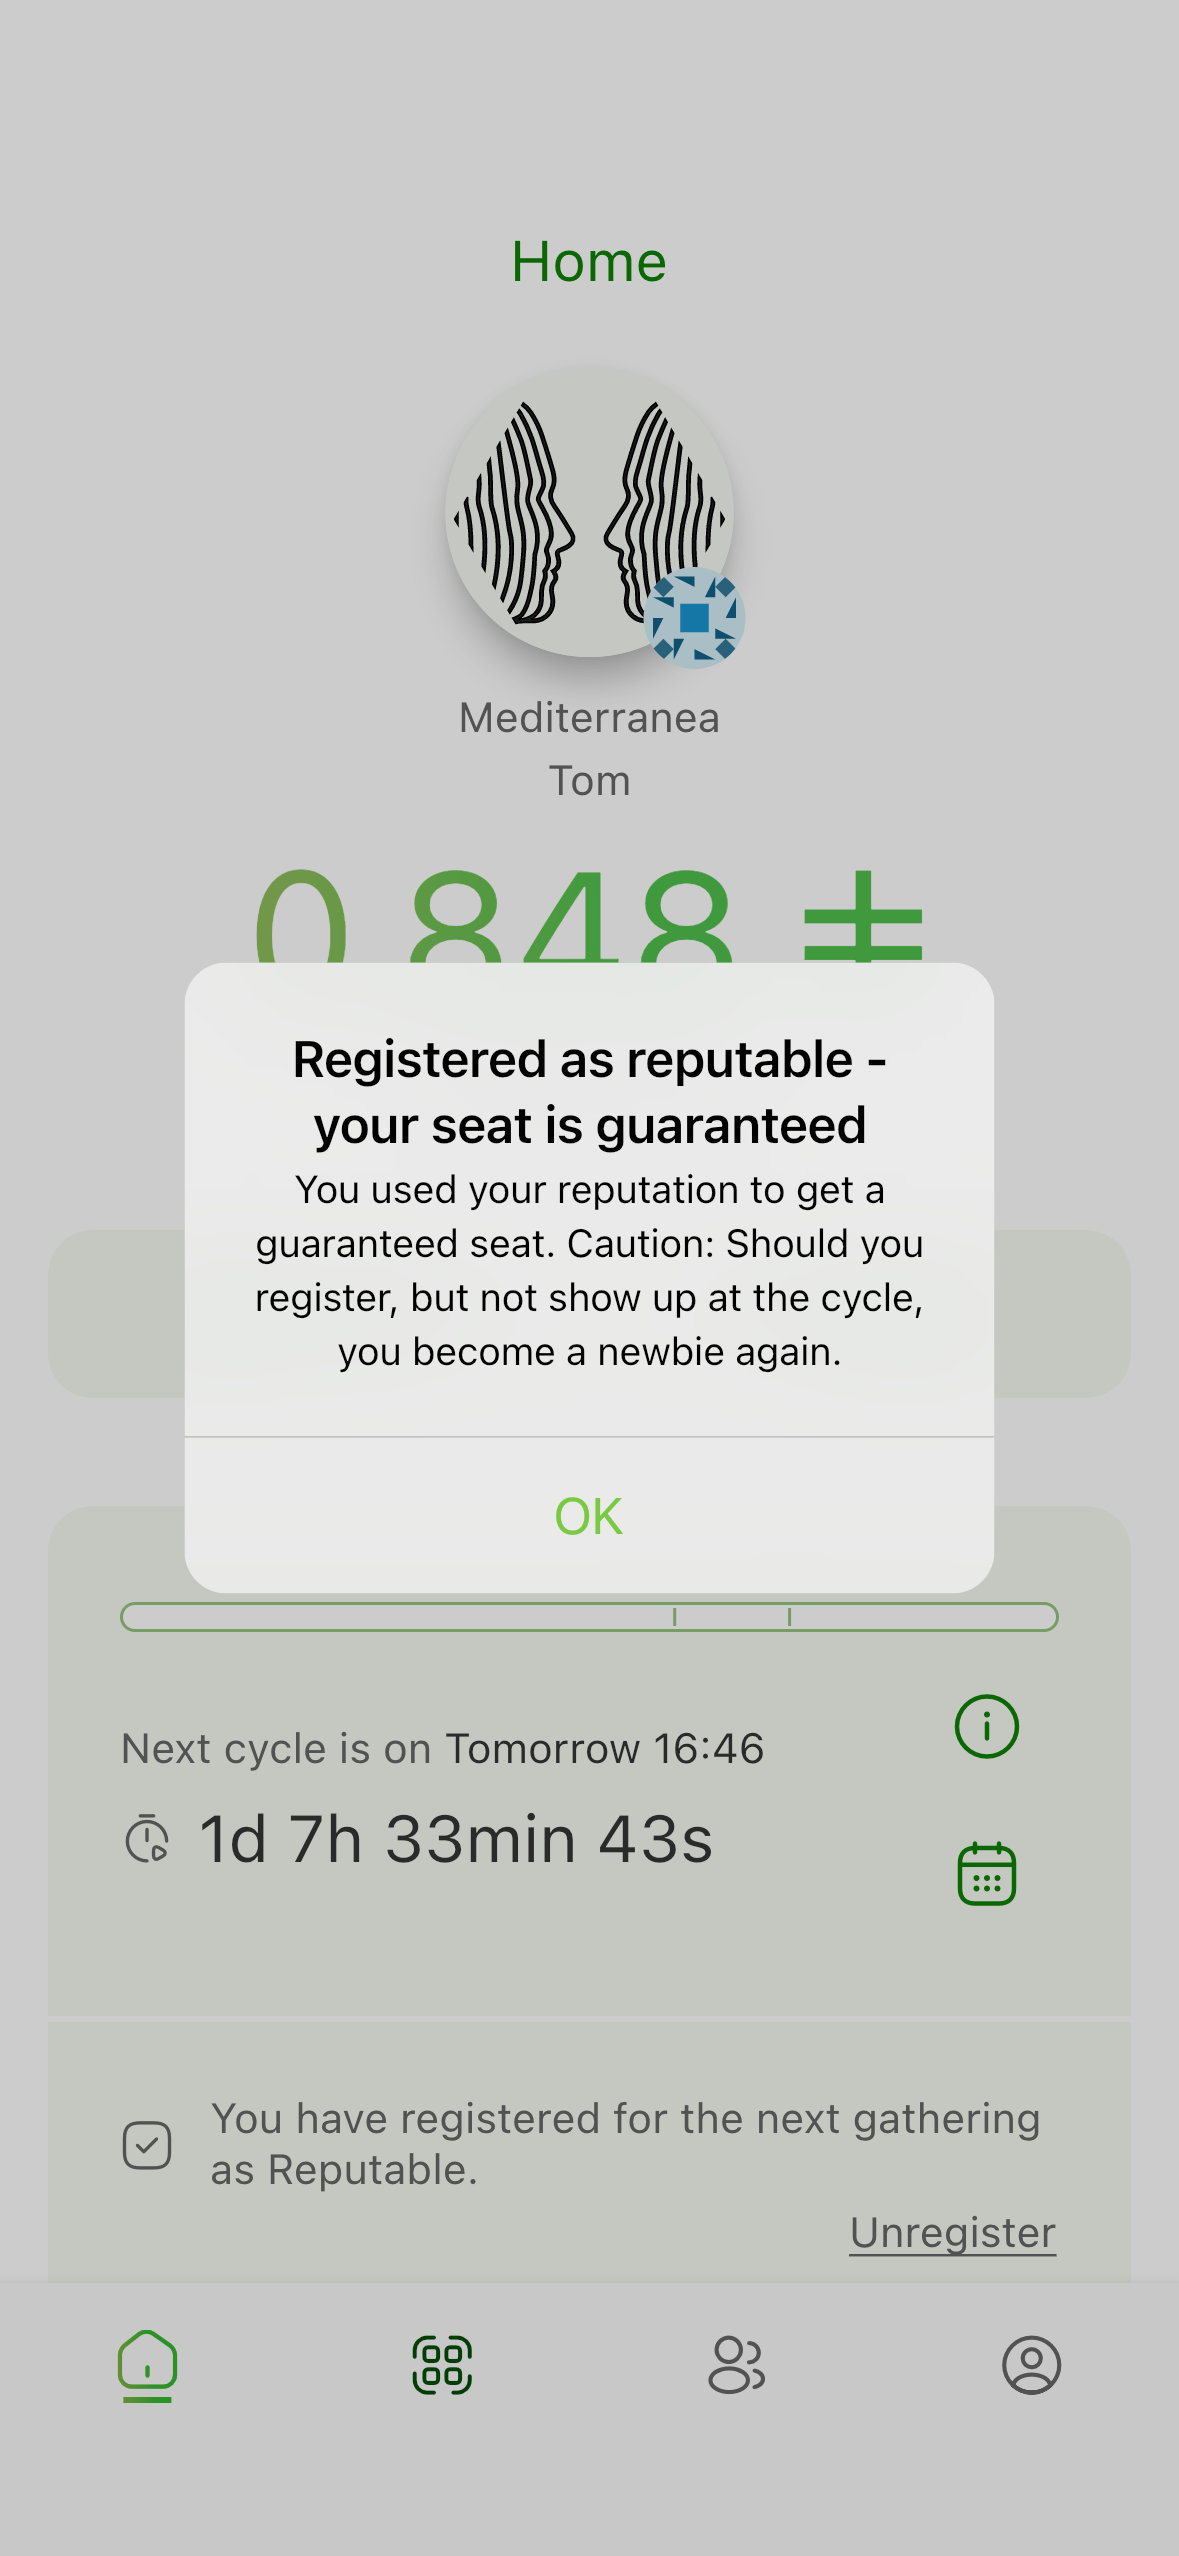 Home
Mediterranea
Tom
0.848 ⵐ
Registered as reputable -
your seat is guaranteed
You used your reputation to get a
guaranteed seat. Caution: Should you
register, but not show up at the cycle,
you become a newbie again.
OK
Next cycle is on Tomorrow 16:46
1d 7h 33min 43s
You have registered for the next gathering
as Reputable.
Unregister